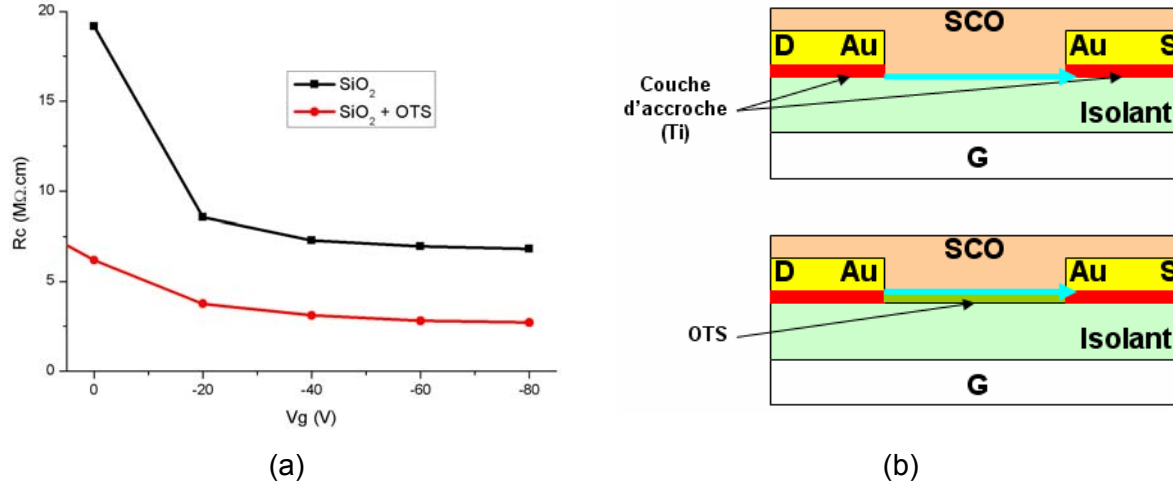 20
15
10
5
0
Rc (MΩ.cm)
SiO₂
SiO₂ + OTS
0 -20 -40 -60 -80
Vg (V)
(a)
SCO
D Au Au S
Couche
d'accroche
(Ti)
Isolant
G
SCO
D Au Au S
OTS
Isolant
G
(b)